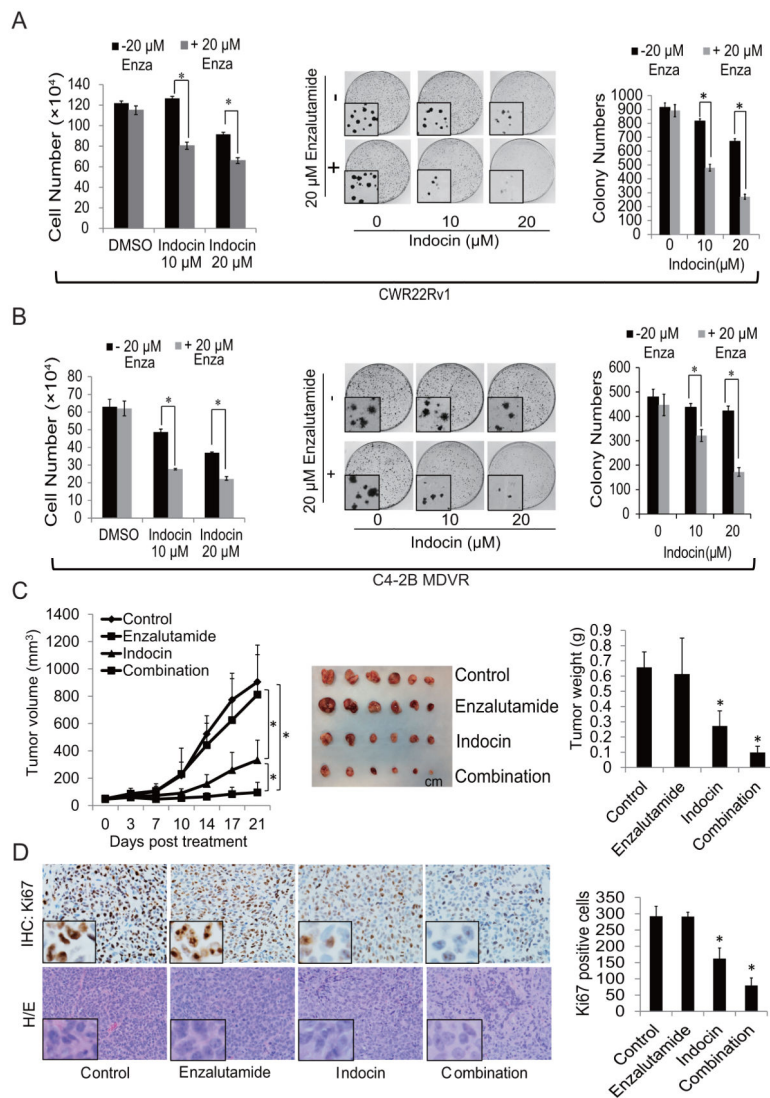 A
-20 µM + 20 µM
Enza
Cell Number (×10⁴)
140
120
100
80
60
40
20
0
* *
DMSO Indocin Indocin
10 µM 20 µM
20 µM Enzalutamide
-
+
0 10 20
Indocin (µM)
-20 µM + 20 µM
Enza
Colony Numbers
1000
900
800
700
600
500
400
300
200
100
0
* *
0 10 20
Indocin(µM)
CWR22Rv1
B
- 20 µM + 20 µM
Enza
Cell Number (×10⁴)
80
70
60
50
40
30
20
10
0
* *
DMSO Indocin Indocin
10 µM 20 µM
20 µM Enzalutamide
-
+
0 10 20
Indocin (µM)
-20 µM + 20 µM
Enza
Colony Numbers
600
500
400
300
200
100
0
* *
0 10 20
Indocin(µM)
C4-2B MDVR
C
Tumor volume (mm³)
1400
1200
1000
800
600
400
200
0
Control
Enzalutamide
Indocin
Combination
* * *
0 3 7 10 14 17 21
Days post treatment
Control
Enzalutamide
Indocin
Combination
cm
Tumor weight (g)
0.9
0.8
0.7
0.6
0.5
0.4
0.3
0.2
0.1
0
* *
Control
Enzalutamide
Indocin
Combination
D
IHC: Ki67
H/E
Control Enzalutamide Indocin Combination
Ki67 positive cells
350
300
250
200
150
100
50
0
* *
Control
Enzalutamide
Indocin
Combination